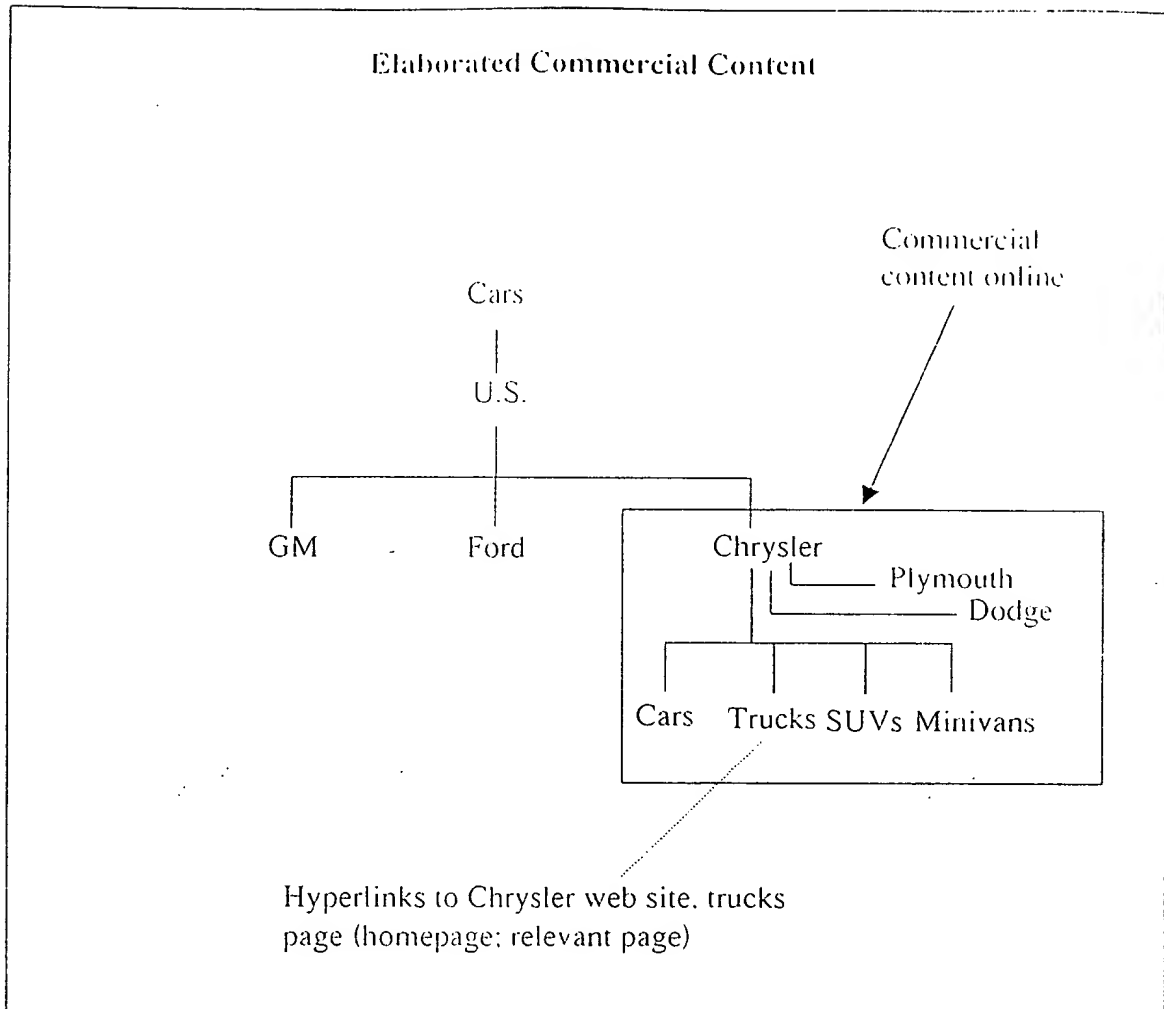 Elaborated Commercial Content
Commercial
content online
Cars
U.S.
GM
Ford
Chrysler
Plymouth
Dodge
Cars
Trucks
SUVs
Minivans
Hyperlinks to Chrysler web site, trucks
page (homepage; relevant page)